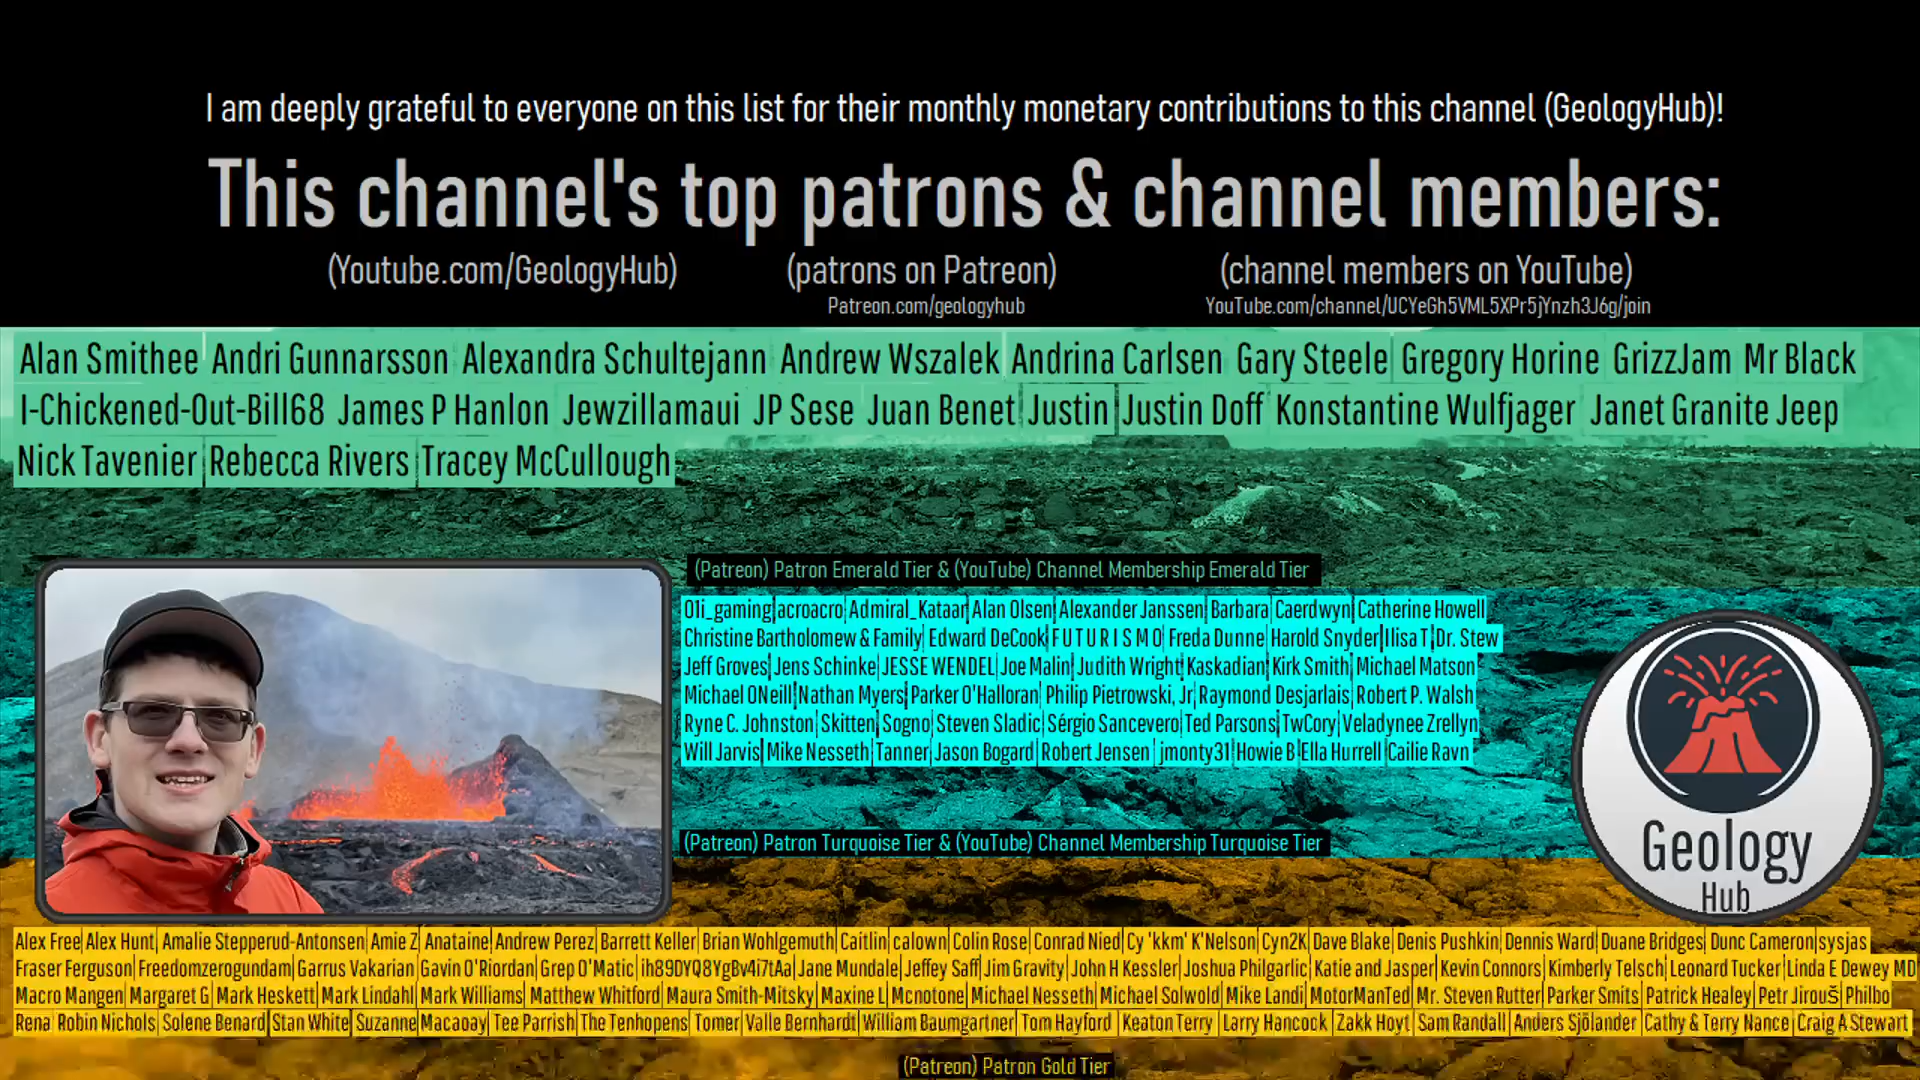 I am deeply grateful to everyone on this list for their monthly monetary contributions to this channel (GeologyHub)!
This channel's top patrons & channel members:
(Youtube.com/GeologyHub) (patrons on Patreon) (channel members on YouTube)
Patreon.com/geologyhub YouTube.com/channel/UCYeGh5VML5XPr5jYnzh3J6g/join
Alan Smithee Andri Gunnarsson Alexandra Schultejann Andrew Wszalek Andrina Carlsen Gary Steele Gregory Horine GrizzJam Mr Black
I-Chickened-Out-Bill68 James P Hanlon Jewzillamaui JP Sese Juan Benet Justin Justin Doff Konstantine Wulfjager Janet Granite Jeep
Nick Tavenier Rebecca Rivers Tracey McCullough
(Patreon) Patron Emerald Tier & (YouTube) Channel Membership Emerald Tier
01i_gaming acroacro Admiral_Kataar Alan Olsen Alexander Janssen Barbara Caerdwyn Catherine Howell
Christine Bartholomew & Family Edward DeCook F U T U R I S M O Freda Dunne Harold Snyder Ilisa T Dr. Stew
Jeff Groves Jens Schinke JESSE WENDEL Joe Malin Judith Wright Kaskadian Kirk Smith Michael Matson
Michael ONeill Nathan Myers Parker O'Halloran Philip Pietrowski, Jr Raymond Desjarlais Robert P. Walsh
Ryne C. Johnston Skitten Sogno Steven Sladic Sérgio Sancevero Ted Parsons TwCory Veladynee Zrellyn
Will Jarvis Mike Nesseth Tanner Jason Bogard Robert Jensen jmonty31 Howie B Ella Hurrell Cailie Ravn
(Patreon) Patron Turquoise Tier & (YouTube) Channel Membership Turquoise Tier
Geology
Hub
Alex Free Alex Hunt Amalie Stepperud-Antonsen Amie Z Anataine Andrew Perez Barrett Keller Brian Wohlgemuth Caitlin calown Colin Rose Conrad Nied Cy 'kkm' K'Nelson Cyn2K Dave Blake Denis Pushkin Dennis Ward Duane Bridges Dunc Cameron sysjas
Fraser Ferguson Freedomzerogundam Garrus Vakarian Gavin O'Riordan Grep O'Matic ih89DYQ8YgBv4i7tAa Jane Mundale Jeffey Saff Jim Gravity John H Kessler Joshua Philgarlic Katie and Jasper Kevin Connors Kimberly Telsch Leonard Tucker Linda E Dewey MD
Macro Mangen Margaret G Mark Heskett Mark Lindahl Mark Williams Matthew Whitford Maura Smith-Mitsky Maxine L Mcnotone Michael Nesseth Michael Solwold Mike Landi MotorManTed Mr. Steven Rutter Parker Smits Patrick Healey Petr Jirouš Philbo
Rena Robin Nichols Solene Benard Stan White Suzanne Macaoay Tee Parrish The Tenhopens Tomer Valle Bernhardt William Baumgartner Tom Hayford Keaton Terry Larry Hancock Zakk Hoyt Sam Randall Anders Sjölander Cathy & Terry Nance Craig A Stewart
(Patreon) Patron Gold Tier